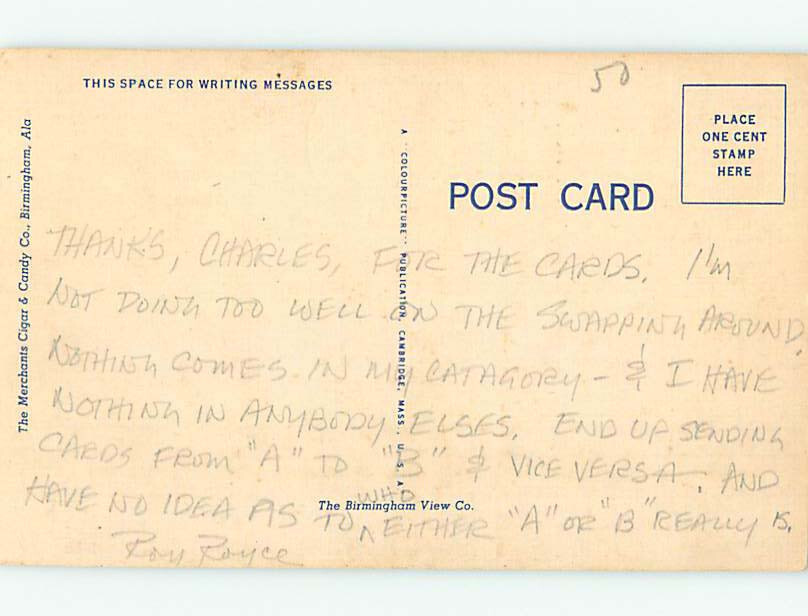 THIS SPACE FOR WRITING MESSAGES
50
PLACE
ONE CENT
STAMP
HERE
POST CARD
The Merchants Cigar & Candy Co., Birmingham, Ala
A "COLOURPICTURE" PUBLICATION, CAMBRIDGE, MASS., U. S. A.
THANKS, CHARLES, FOR THE CARDS. I'm
NOT DOING TOO WELL ON THE SWAPPING AROUND.
NOTHING COMES IN MY CATAGORY - & I HAVE
NOTHING IN ANYBODY ELSES. END UP SENDING
CARDS FROM "A" TO "B" & VICE VERSA. AND
HAVE NO IDEA AS TO WHO EITHER "A" OR "B" REALLY IS.
The Birmingham View Co.
Roy Royce